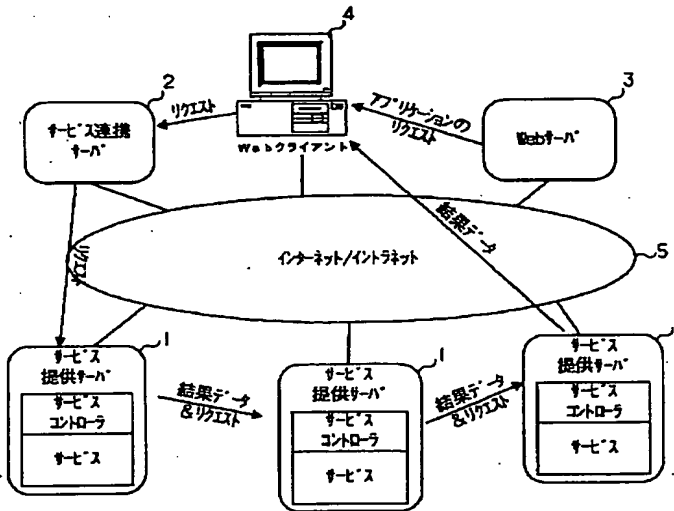 4
2
3
リクエスト
サービス連携
サーバ
アプリケーションの
リクエスト
Webサーバ
Webクライアント
結果データ
リクエスト
インターネット/イントラネット
5
1
サービス
提供サーバ
サービス
コントローラ
サービス
結果データ
&リクエスト
1
サービス
提供サーバ
サービス
コントローラ
サービス
結果データ
&リクエスト
サービス
提供サーバ
サービス
コントローラ
サービス